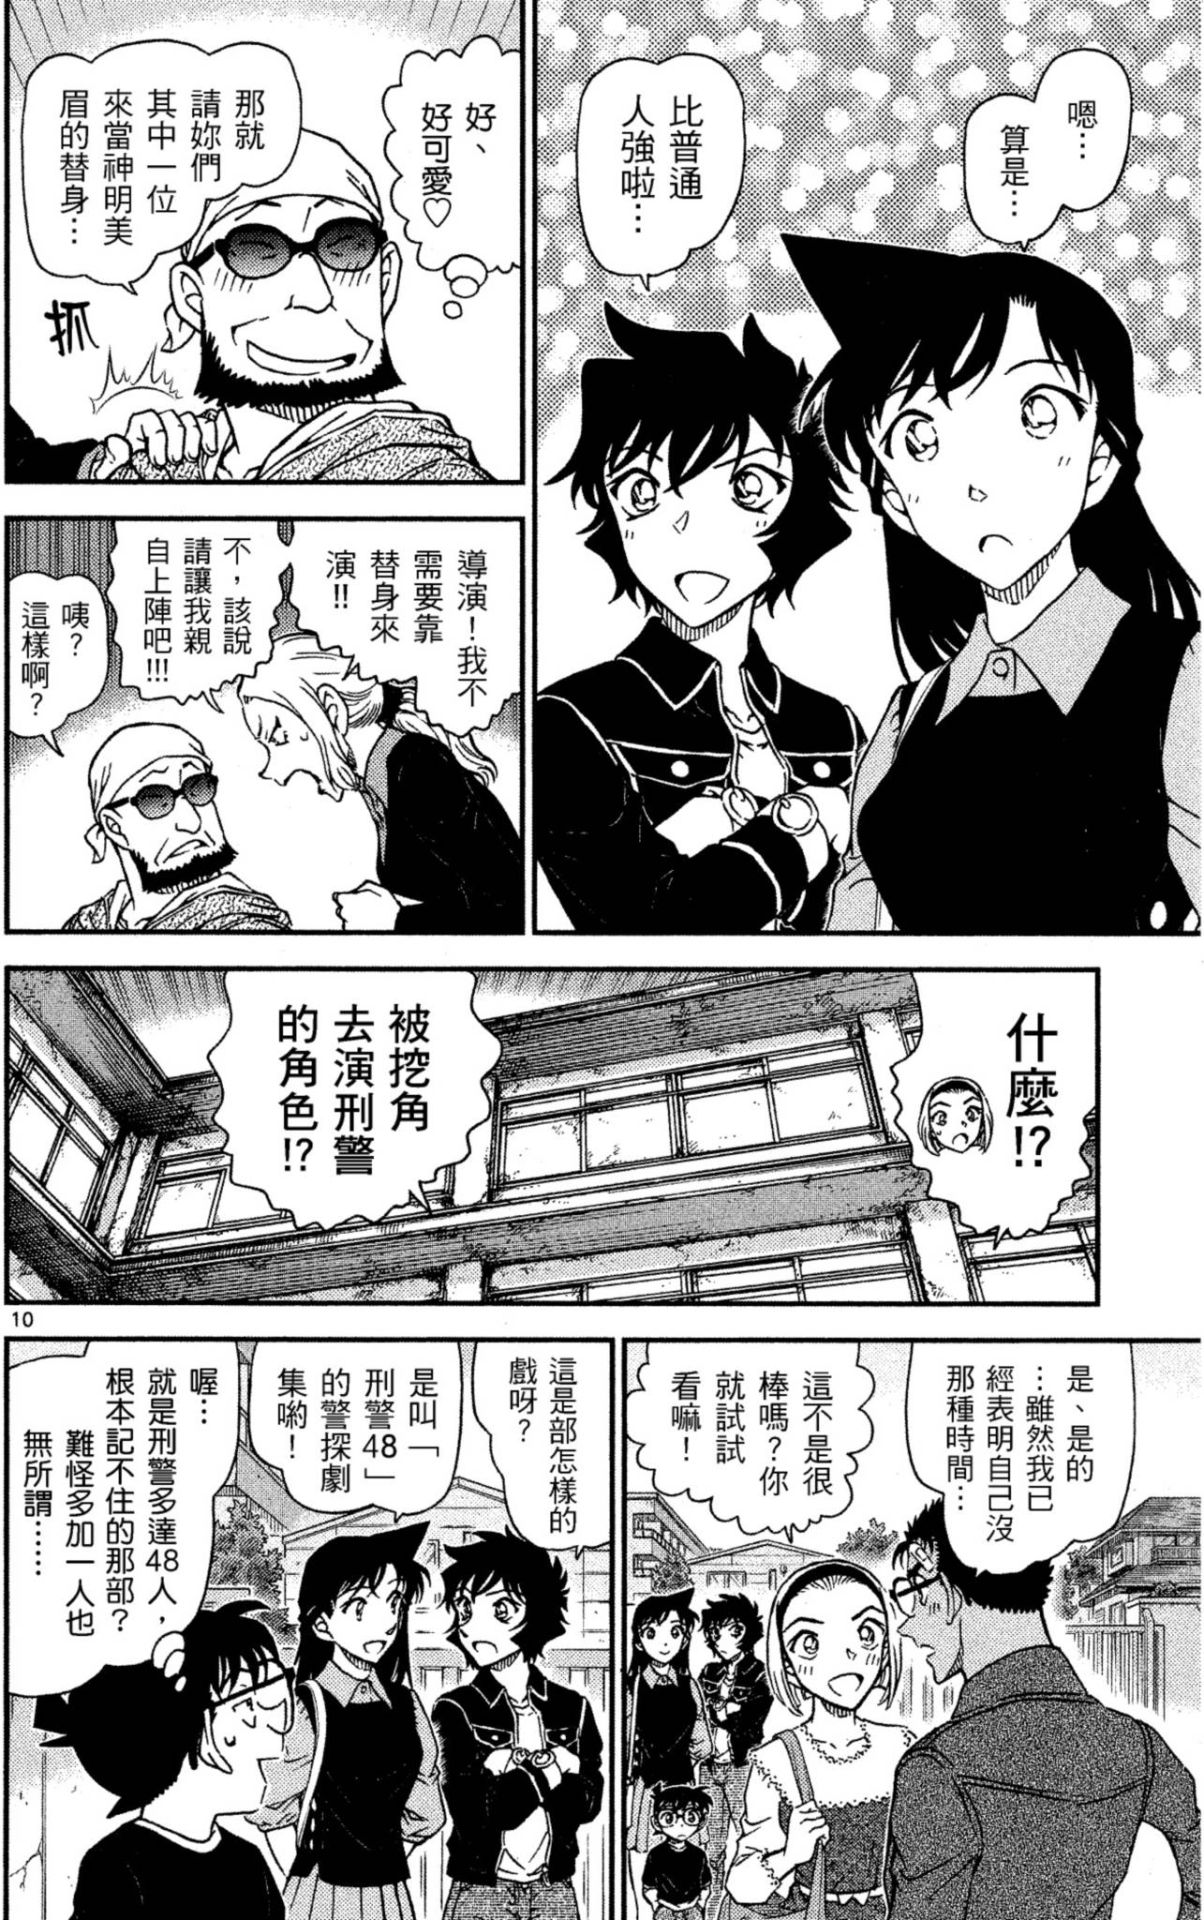 嗯…
算是…
比普通
人強啦…
好、
好可愛♡
那就
請妳們
其中一位
來當神明美
眉的替身…
抓
導演！我不
需要靠
替身來
演!!
不，該說
請讓我親
自上陣吧!!!
咦？
這樣啊？
什麼!?
被挖角
去演刑警
的角色!?
10
是、是的
…雖然我已
經表明自己沒
那種時間…
這不是很
棒嗎？你
就試試
看嘛！
這是部怎樣的
戲呀？
是叫「
刑警48」
的警探劇
集喲！
喔…
就是刑警多達48人，
根本記不住的那部？
難怪多加一人也
無所謂……